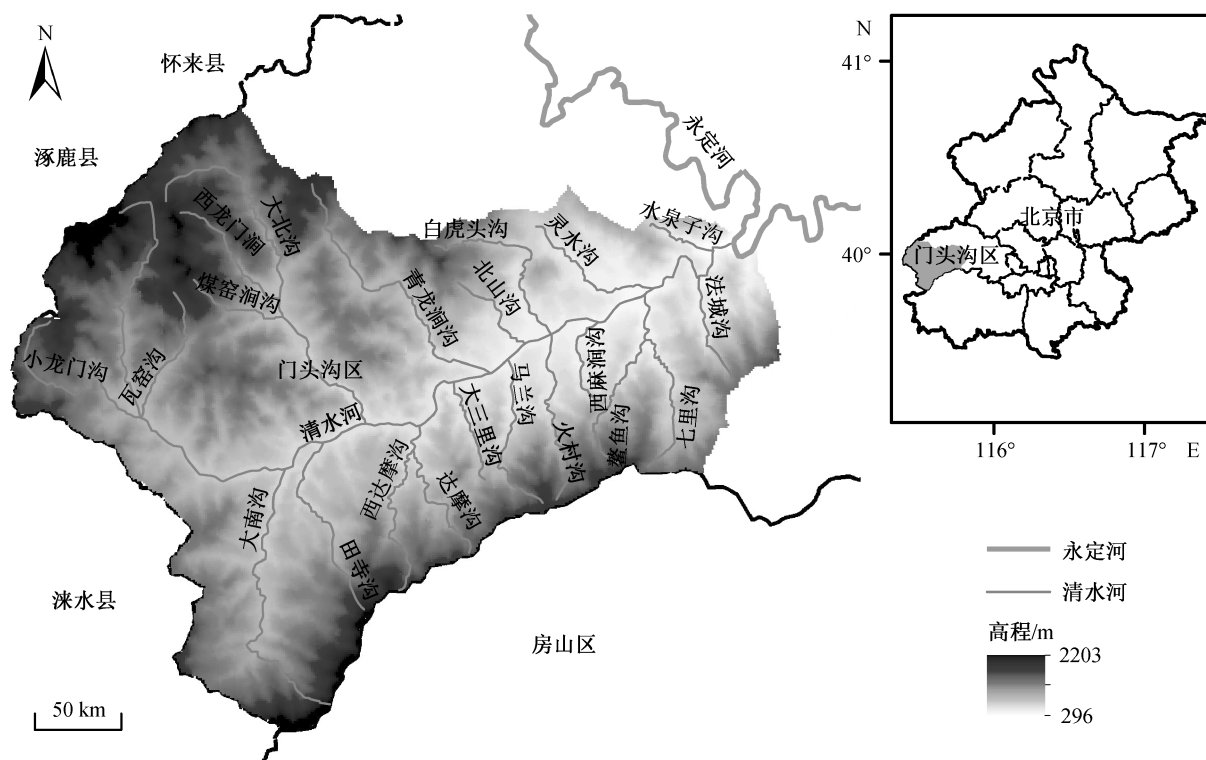 N
怀来县
涿鹿县
永定河
西龙门涧
大北沟
白虎头沟
灵水沟
水泉子沟
煤窑涧沟
青龙涧沟
北山沟
法城沟
小龙门沟
瓦窑沟
门头沟区
清水河
大三里沟
马兰沟
西麻涧沟
火村沟
鳌鱼沟
七里沟
西达摩沟
达摩沟
大南沟
田寺沟
涞水县
房山区
50 km
N
41°
40°
北京市
门头沟区
116°
117°
E
永定河
清水河
高程/m
2203
296